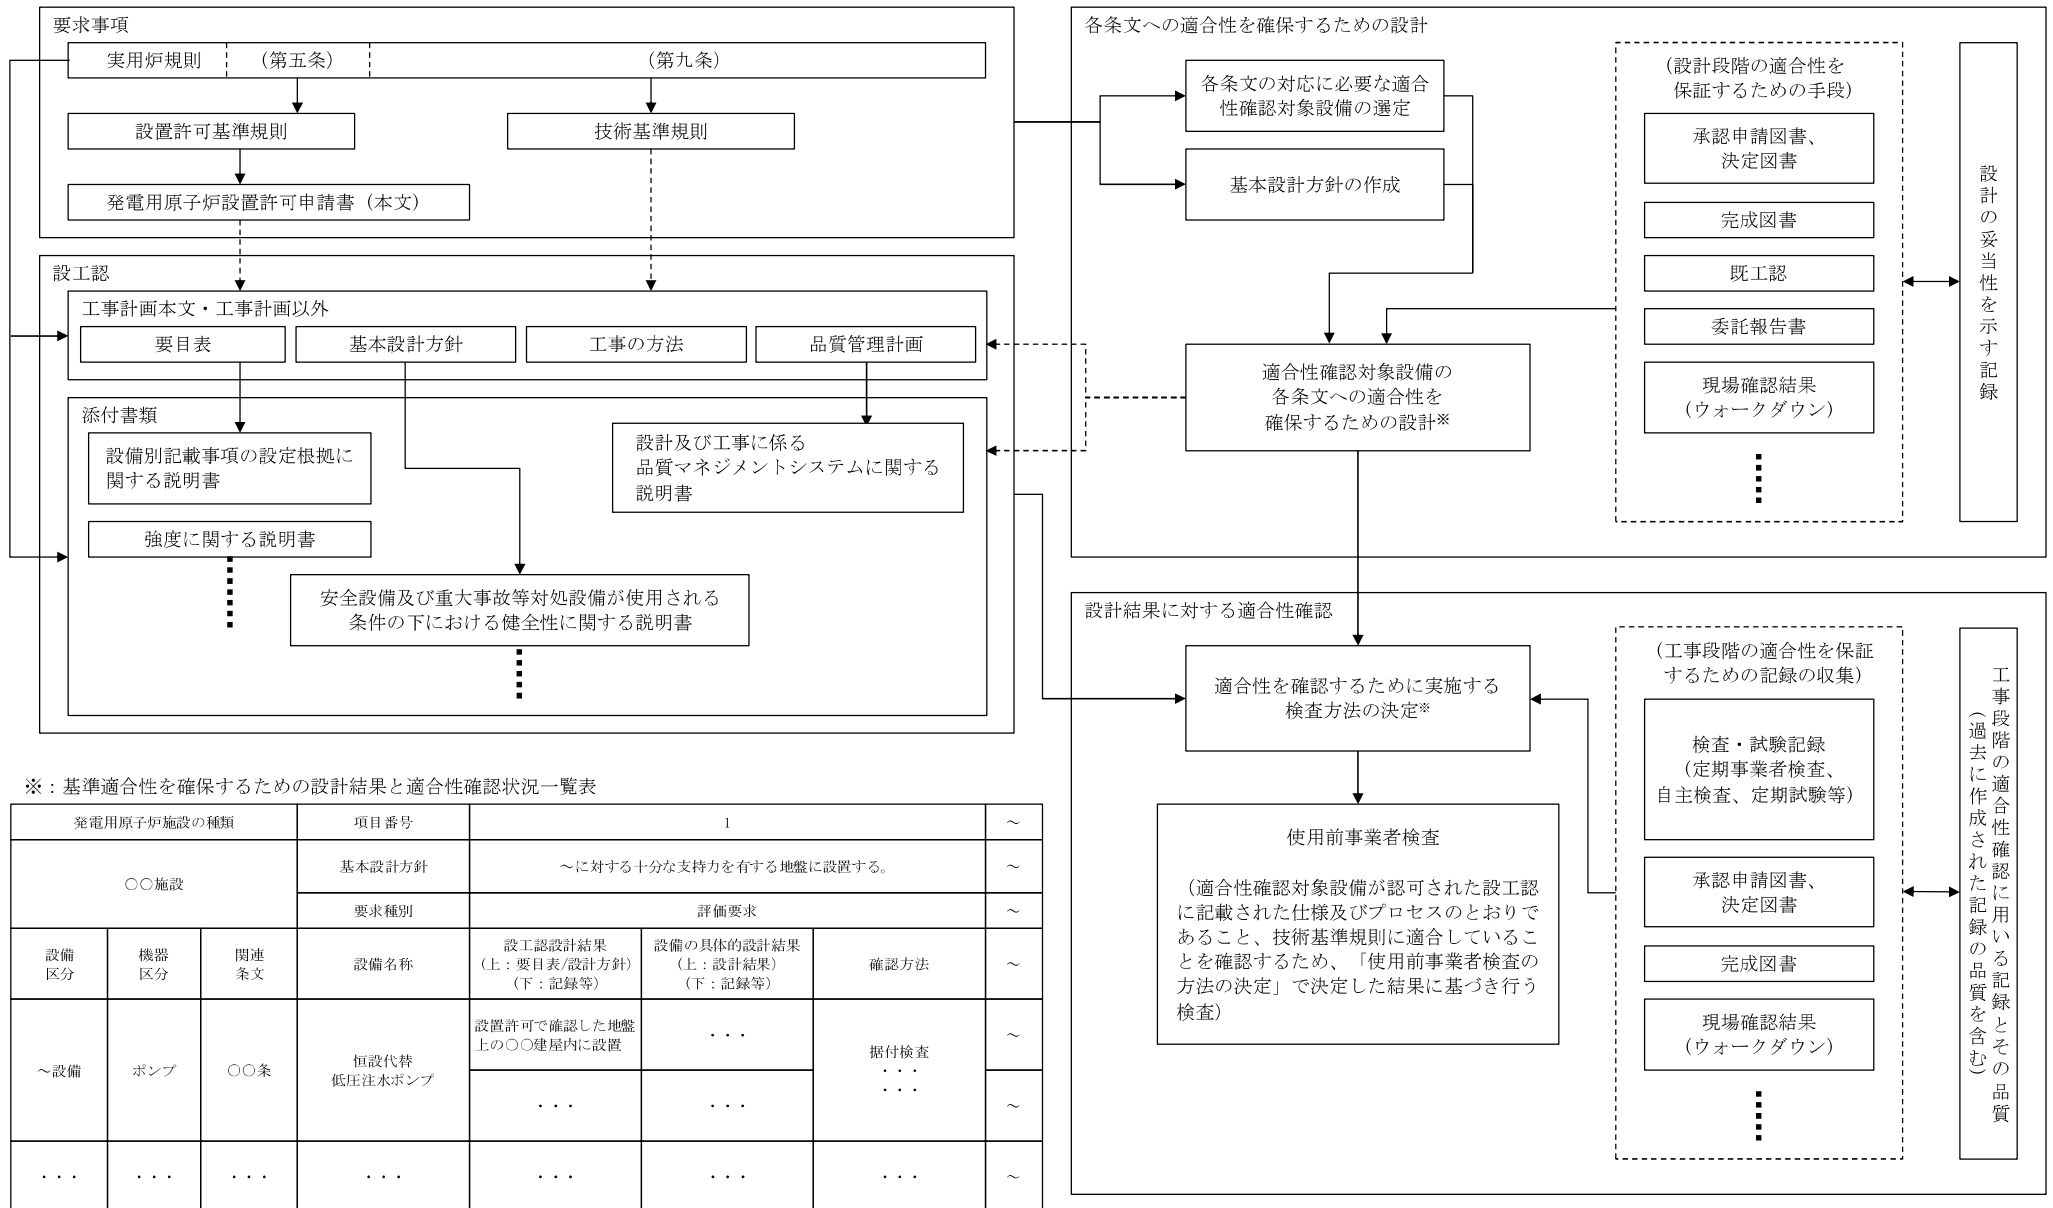 要求事項
実用炉規則
（第五条）
（第九条）
設置許可基準規則
技術基準規則
発電用原子炉設置許可申請書（本文）
設工認
工事計画本文・工事計画以外
要目表
基本設計方針
工事の方法
品質管理計画
添付書類
設備別記載事項の設定根拠に
関する説明書
設計及び工事に係る
品質マネジメントシステムに関する
説明書
強度に関する説明書
安全設備及び重大事故等対処設備が使用される
条件の下における健全性に関する説明書
各条文への適合性を確保するための設計
各条文の対応に必要な適合
性確認対象設備の選定
基本設計方針の作成
適合性確認対象設備の
各条文への適合性を
確保するための設計※
（設計段階の適合性を
保証するための手段）
承認申請図書、
決定図書
完成図書
既工認
委託報告書
現場確認結果
（ウォークダウン）
設計の妥当性を示す記録
設計結果に対する適合性確認
適合性を確認するために実施する
検査方法の決定※
使用前事業者検査
（適合性確認対象設備が認可された設工認
に記載された仕様及びプロセスのとおりで
あること、技術基準規則に適合しているこ
とを確認するため、「使用前事業者検査の
方法の決定」で決定した結果に基づき行う
検査）
（工事段階の適合性を保証
するための記録の収集）
検査・試験記録
（定期事業者検査、
自主検査、定期試験等）
承認申請図書、
決定図書
完成図書
現場確認結果
（ウォークダウン）
工事段階の適合性確認に用いる記録とその品質
（過去に作成された記録の品質を含む）
※：基準適合性を確保するための設計結果と適合性確認状況一覧表
発電用原子炉施設の種類
項目番号
1
～
○○施設
基本設計方針
～に対する十分な支持力を有する地盤に設置する。
～
要求種別
評価要求
～
設備
区分
機器
区分
関連
条文
設備名称
設工認設計結果
（上：要目表/設計方針）
（下：記録等）
設備の具体的設計結果
（上：設計結果）
（下：記録等）
確認方法
～
～設備
ポンプ
○○条
恒設代替
低圧注水ポンプ
設置許可で確認した地盤
上の○○建屋内に設置
・・・
据付検査
・・・
・・・
～
・・・
・・・
～
・・・
・・・
・・・
・・・
・・・
・・・
・・・
～